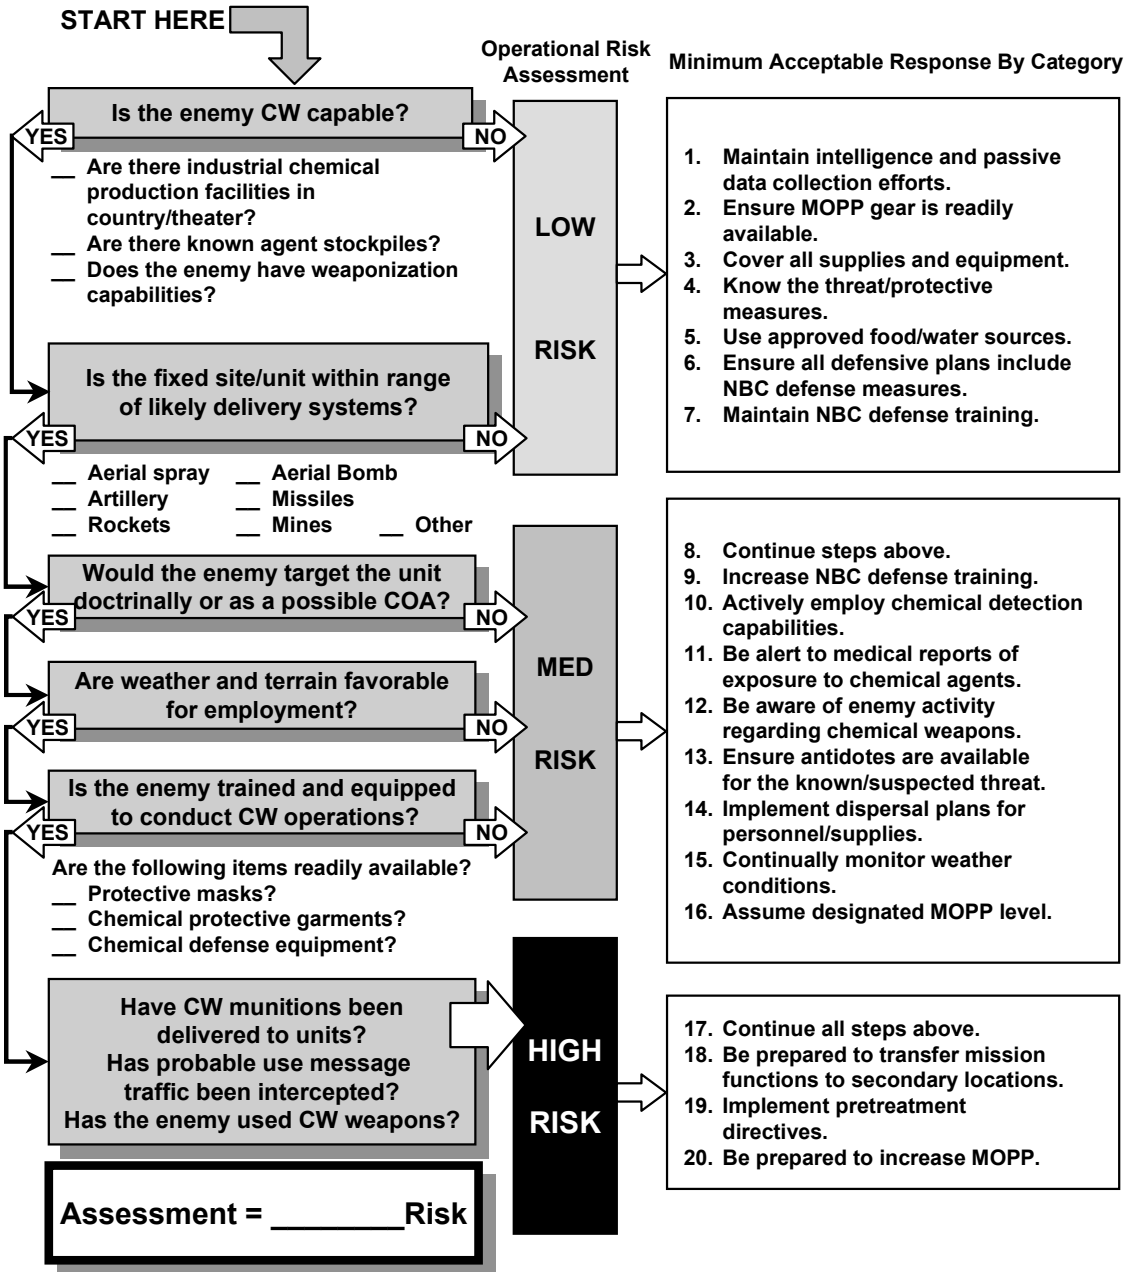 START HERE
Operational Risk
Assessment
Minimum Acceptable Response By Category
Is the enemy CW capable?
YES
NO
__ Are there industrial chemical
production facilities in
country/theater?
__ Are there known agent stockpiles?
__ Does the enemy have weaponization
capabilities?
Is the fixed site/unit within range
of likely delivery systems?
YES
NO
__ Aerial spray __ Aerial Bomb
__ Artillery __ Missiles
__ Rockets __ Mines __ Other
LOW
RISK
1. Maintain intelligence and passive
data collection efforts.
2. Ensure MOPP gear is readily
available.
3. Cover all supplies and equipment.
4. Know the threat/protective
measures.
5. Use approved food/water sources.
6. Ensure all defensive plans include
NBC defense measures.
7. Maintain NBC defense training.
Would the enemy target the unit
doctrinally or as a possible COA?
YES
NO
Are weather and terrain favorable
for employment?
YES
NO
Is the enemy trained and equipped
to conduct CW operations?
YES
NO
Are the following items readily available?
__ Protective masks?
__ Chemical protective garments?
__ Chemical defense equipment?
MED
RISK
8. Continue steps above.
9. Increase NBC defense training.
10. Actively employ chemical detection
capabilities.
11. Be alert to medical reports of
exposure to chemical agents.
12. Be aware of enemy activity
regarding chemical weapons.
13. Ensure antidotes are available
for the known/suspected threat.
14. Implement dispersal plans for
personnel/supplies.
15. Continually monitor weather
conditions.
16. Assume designated MOPP level.
Have CW munitions been
delivered to units?
Has probable use message
traffic been intercepted?
Has the enemy used CW weapons?
HIGH
RISK
17. Continue all steps above.
18. Be prepared to transfer mission
functions to secondary locations.
19. Implement pretreatment
directives.
20. Be prepared to increase MOPP.
Assessment = ________Risk